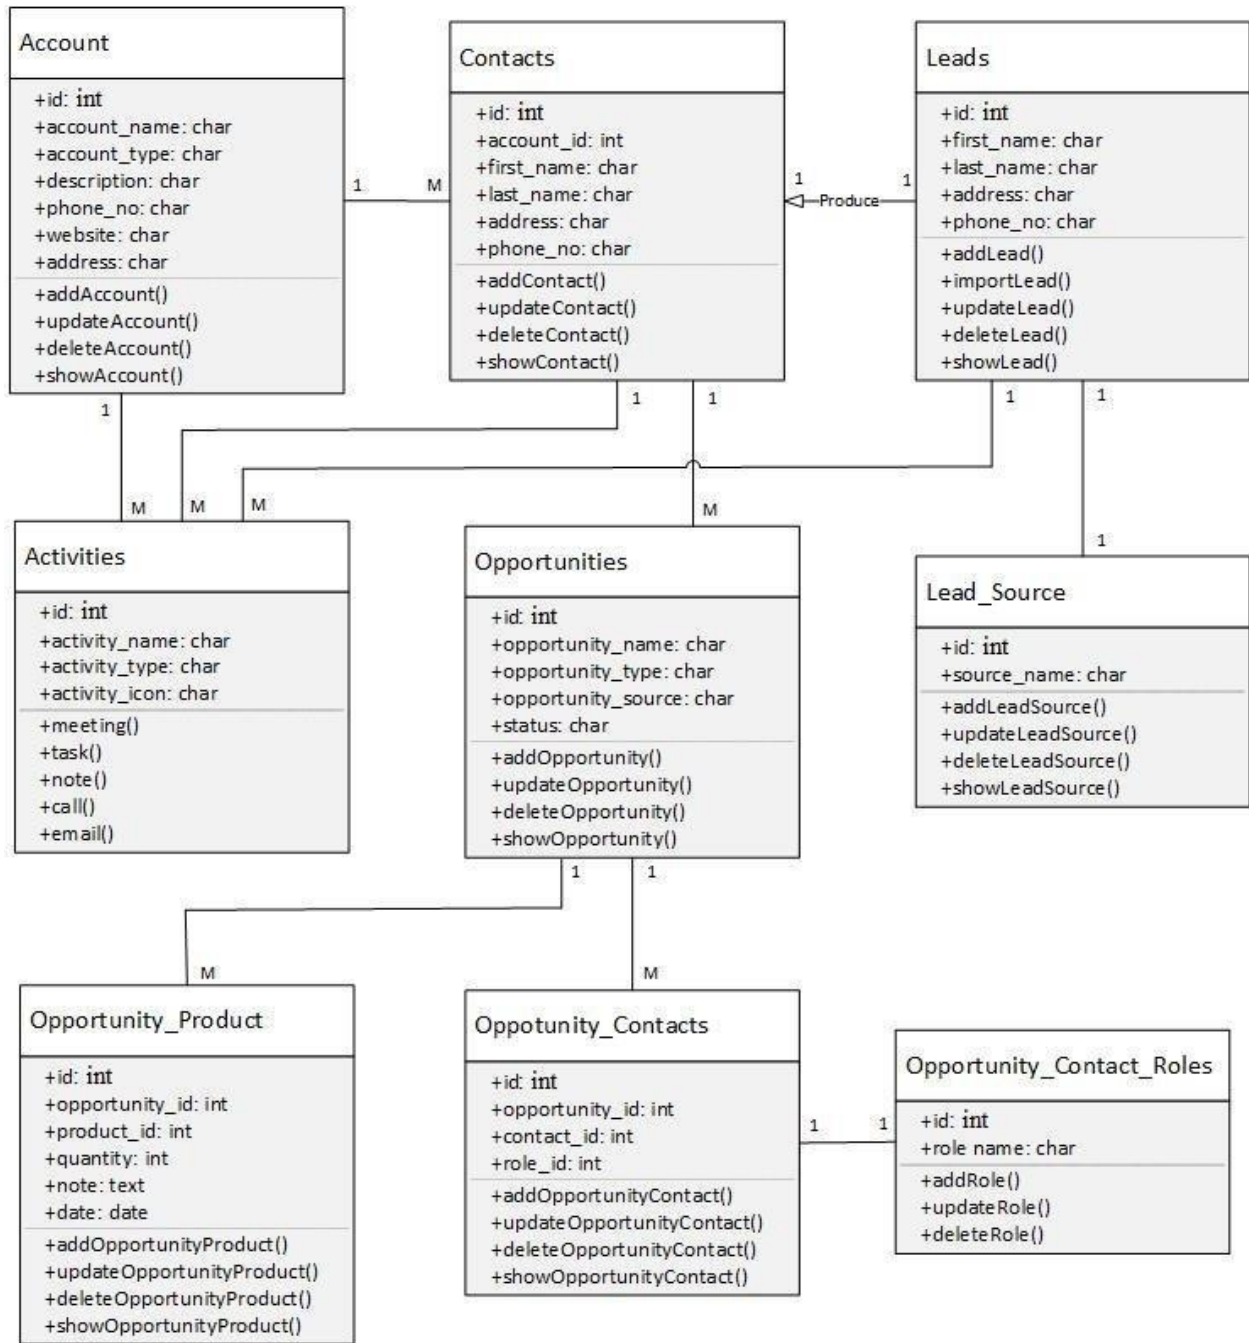 Account
+id: int
+account_name: char
+account_type: char
+description: char
+phone_no: char
+website: char
+address: char
+addAccount()
+updateAccount()
+deleteAccount()
+showAccount()
1
M
Contacts
+id: int
+account_id: int
+first_name: char
+last_name: char
+address: char
+phone_no: char
+addContact()
+updateContact()
+deleteContact()
+showContact()
1
Produce
1
Leads
+id: int
+first_name: char
+last_name: char
+address: char
+phone_no: char
+addLead()
+importLead()
+updateLead()
+deleteLead()
+showLead()
1
1
1
1
1
M
M
M
M
1
Activities
+id: int
+activity_name: char
+activity_type: char
+activity_icon: char
+meeting()
+task()
+note()
+call()
+email()
Opportunities
+id: int
+opportunity_name: char
+opportunity_type: char
+opportunity_source: char
+status: char
+addOpportunity()
+updateOpportunity()
+deleteOpportunity()
+showOpportunity()
Lead_Source
+id: int
+source_name: char
+addLeadSource()
+updateLeadSource()
+deleteLeadSource()
+showLeadSource()
1
1
M
M
Opportunity_Product
+id: int
+opportunity_id: int
+product_id: int
+quantity: int
+note: text
+date: date
+addOpportunityProduct()
+updateOpportunityProduct()
+deleteOpportunityProduct()
+showOpportunityProduct()
Oppotunity_Contacts
+id: int
+opportunity_id: int
+contact_id: int
+role_id: int
+addOpportunityContact()
+updateOpportunityContact()
+deleteOpportunityContact()
+showOpportunityContact()
1
1
Opportunity_Contact_Roles
+id: int
+role name: char
+addRole()
+updateRole()
+deleteRole()